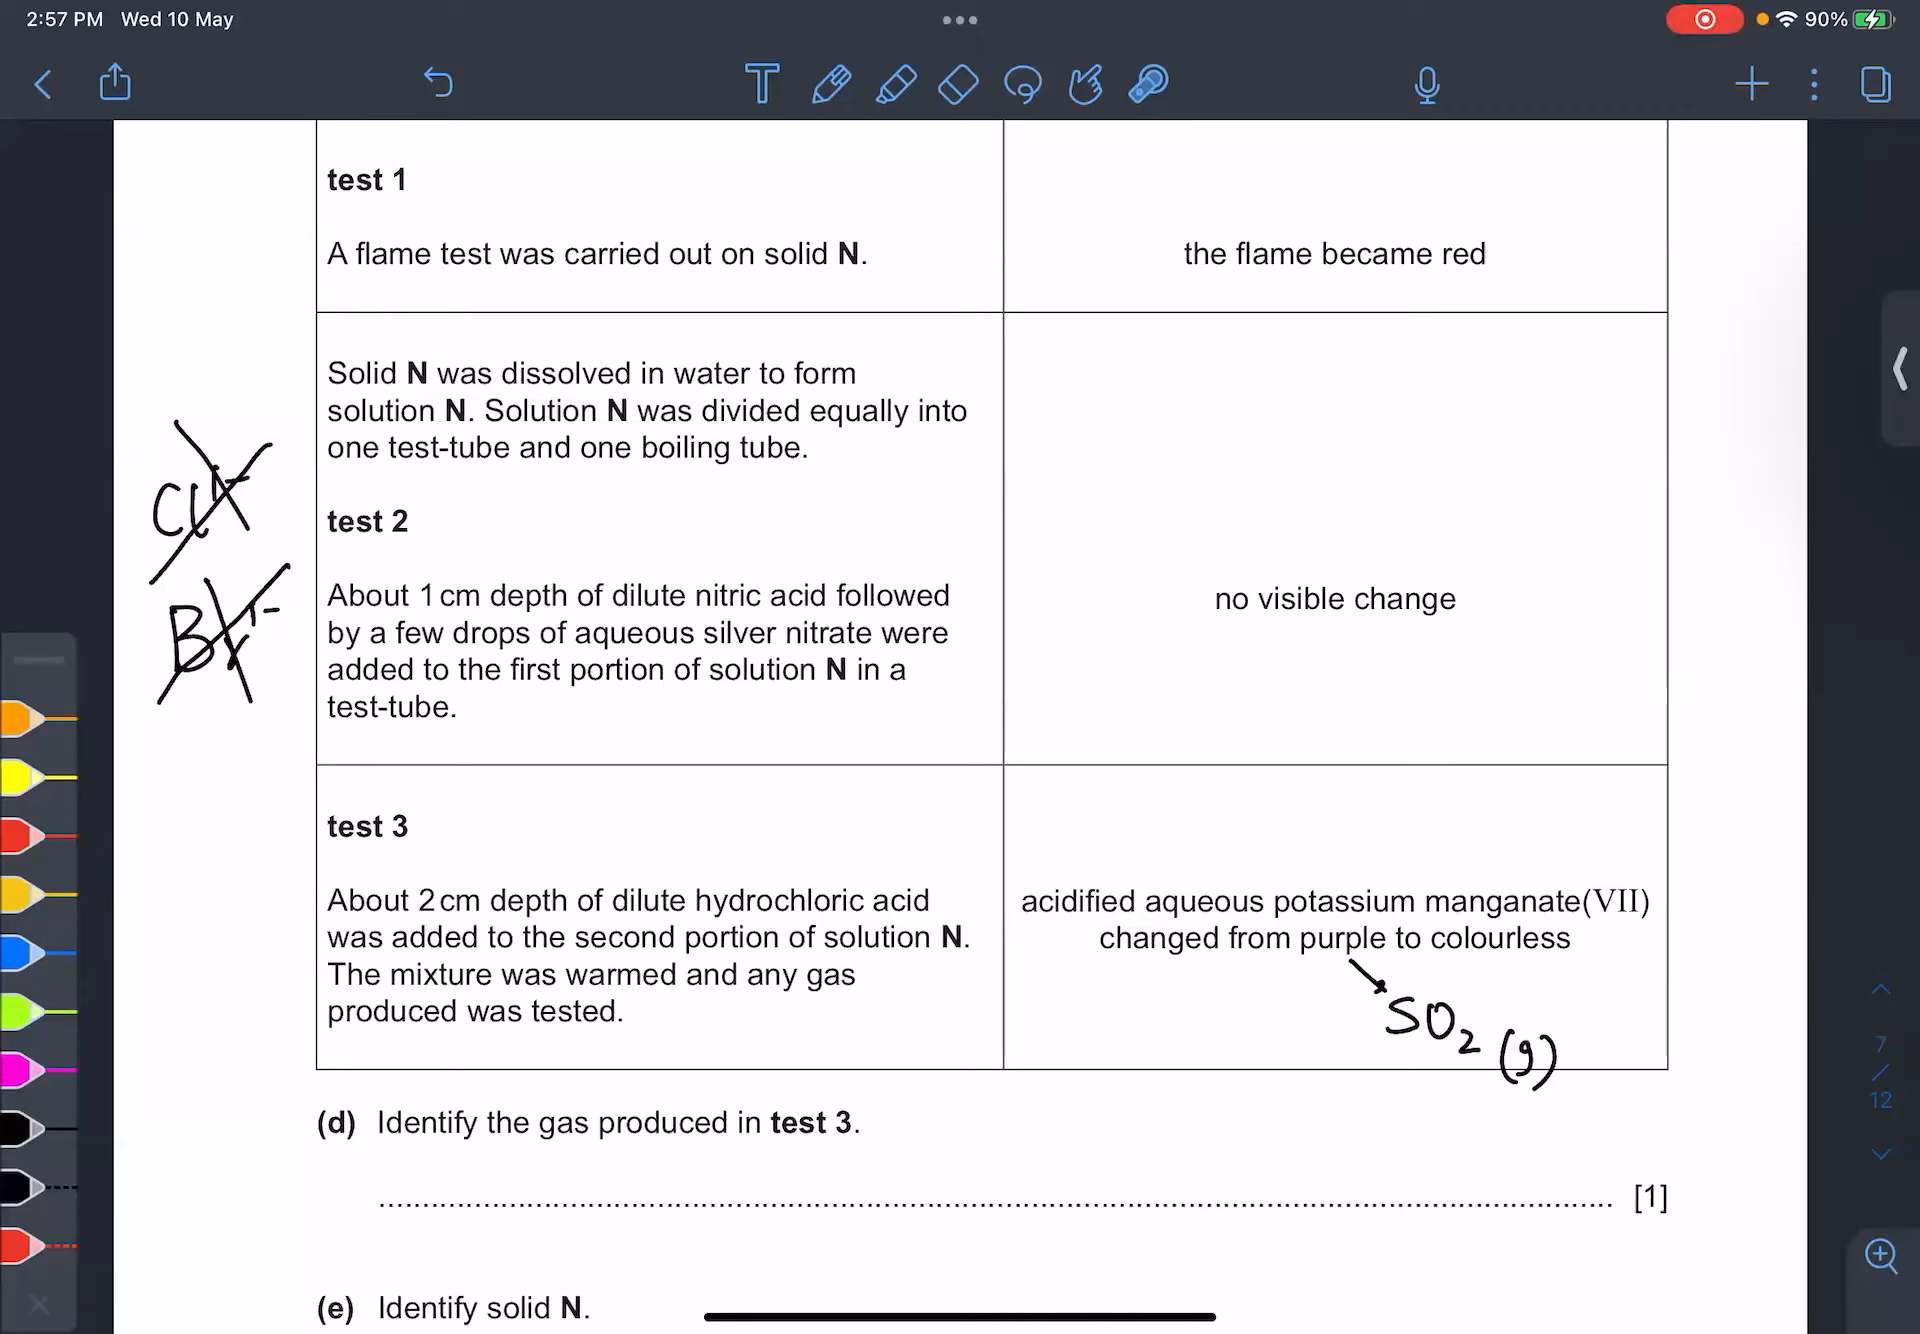 2:57 PM Wed 10 May
90%
test 1
A flame test was carried out on solid N.
the flame became red
Solid N was dissolved in water to form
solution N. Solution N was divided equally into
one test-tube and one boiling tube.
test 2
About 1 cm depth of dilute nitric acid followed
by a few drops of aqueous silver nitrate were
added to the first portion of solution N in a
test-tube.
no visible change
Cl1-
Br1-
test 3
About 2 cm depth of dilute hydrochloric acid
was added to the second portion of solution N.
The mixture was warmed and any gas
produced was tested.
acidified aqueous potassium manganate(VII)
changed from purple to colourless
SO2 (g)
(d) Identify the gas produced in test 3.
[1]
(e) Identify solid N.
7
/
12